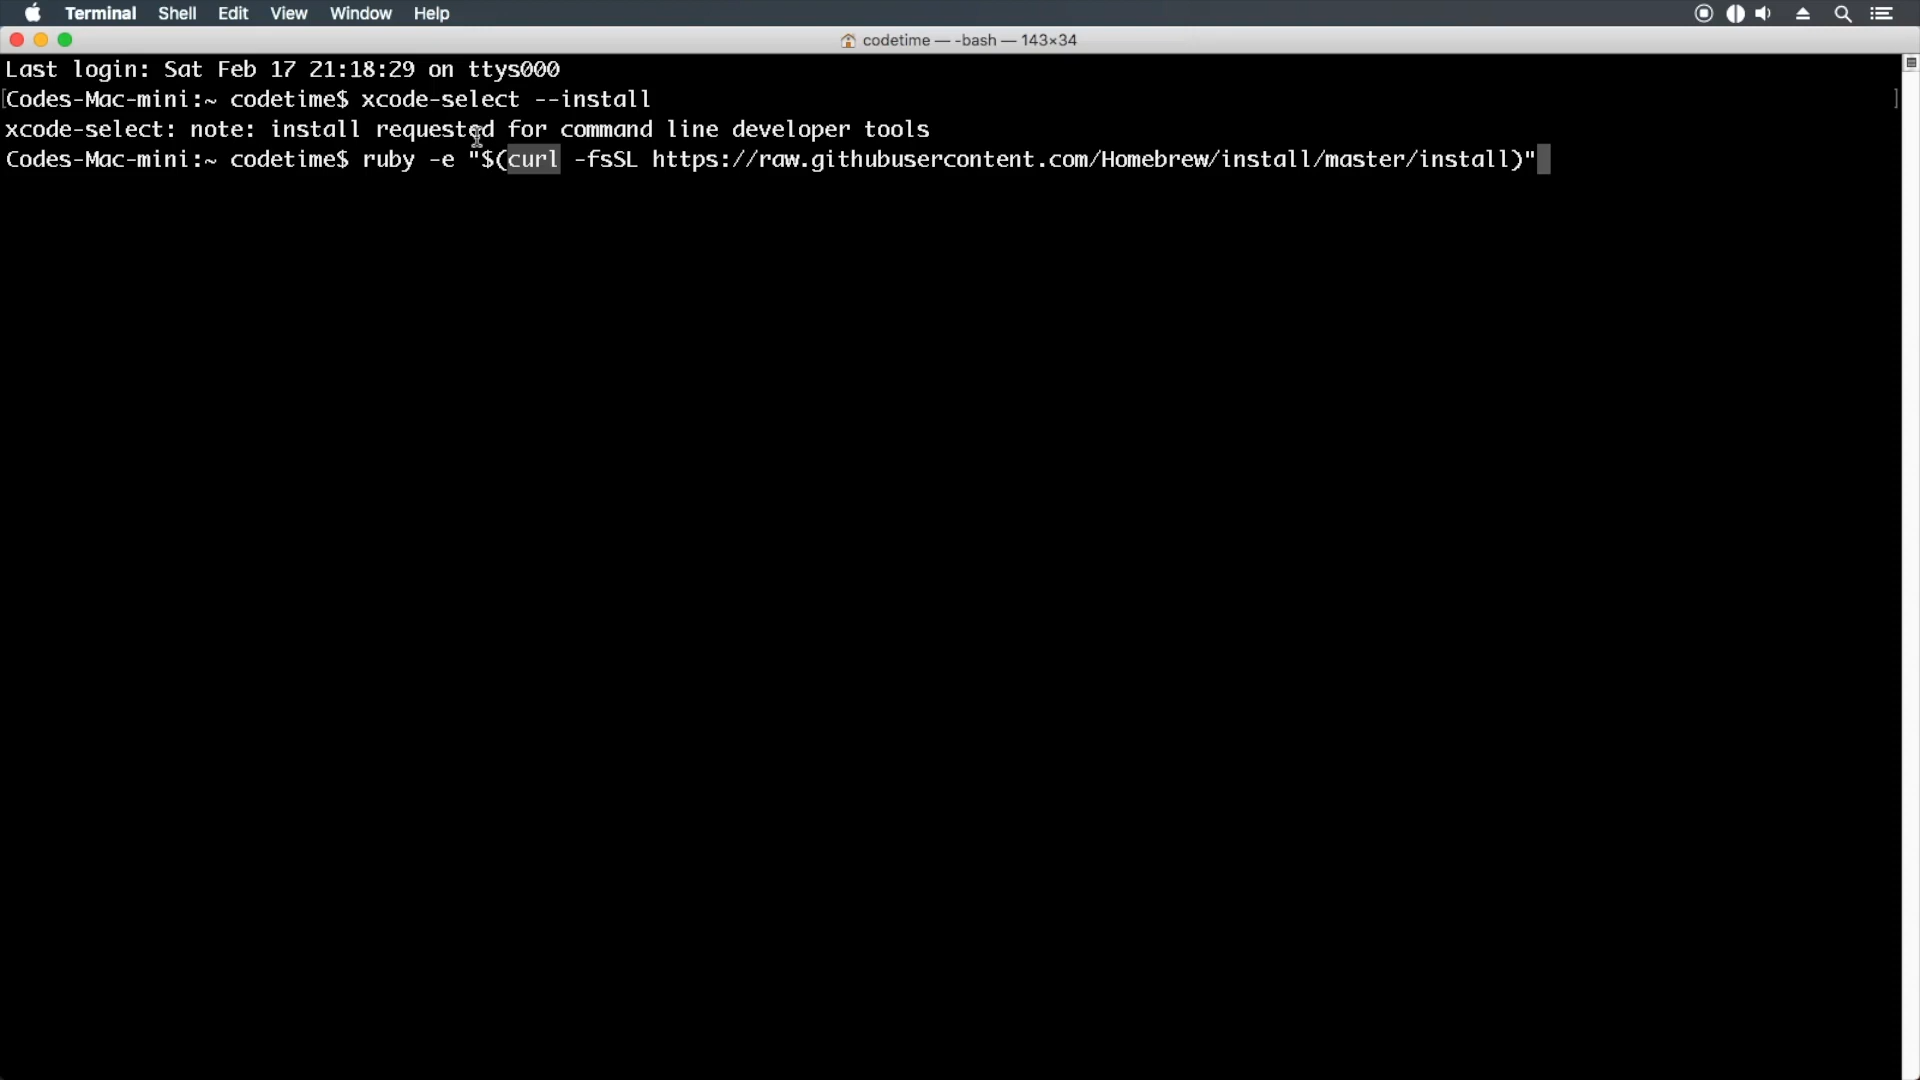 Terminal Shell Edit View Window Help
codetime — -bash — 143×34
Last login: Sat Feb 17 21:18:29 on ttys000
[Codes-Mac-mini:~ codetime$ xcode-select --install ]
xcode-select: note: install requested for command line developer tools
Codes-Mac-mini:~ codetime$ ruby -e "$(curl -fsSL https://raw.githubusercontent.com/Homebrew/install/master/install)"